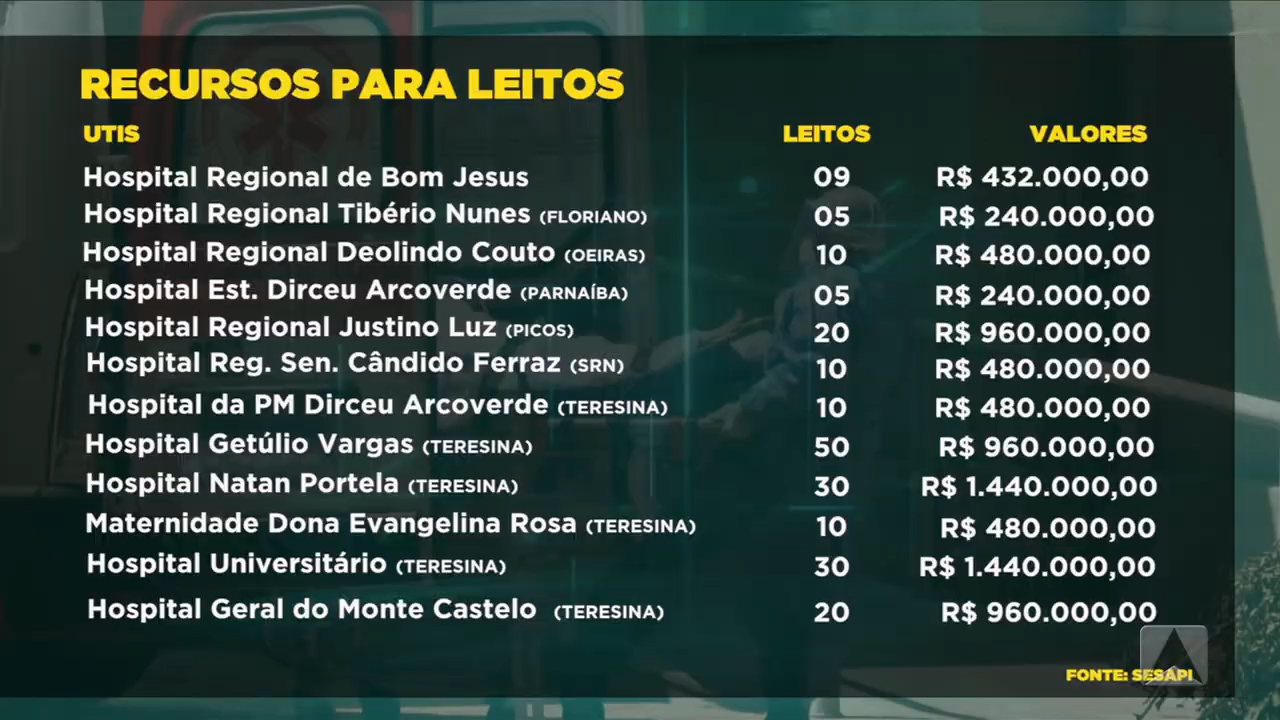 RECURSOS PARA LEITOS
UTIS LEITOS VALORES
Hospital Regional de Bom Jesus 09 R$ 432.000,00
Hospital Regional Tibério Nunes (FLORIANO) 05 R$ 240.000,00
Hospital Regional Deolindo Couto (OEIRAS) 10 R$ 480.000,00
Hospital Est. Dirceu Arcoverde (PARNAÍBA) 05 R$ 240.000,00
Hospital Regional Justino Luz (PICOS) 20 R$ 960.000,00
Hospital Reg. Sen. Cândido Ferraz (SRN) 10 R$ 480.000,00
Hospital da PM Dirceu Arcoverde (TERESINA) 10 R$ 480.000,00
Hospital Getúlio Vargas (TERESINA) 50 R$ 960.000,00
Hospital Natan Portela (TERESINA) 30 R$ 1.440.000,00
Maternidade Dona Evangelina Rosa (TERESINA) 10 R$ 480.000,00
Hospital Universitário (TERESINA) 30 R$ 1.440.000,00
Hospital Geral do Monte Castelo (TERESINA) 20 R$ 960.000,00
FONTE: SESAPI